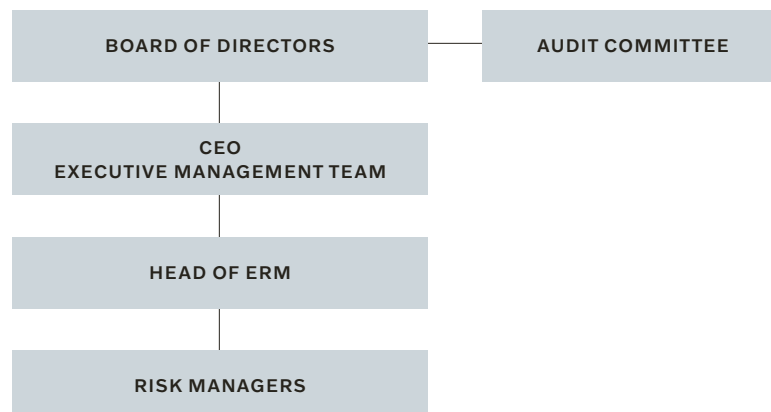 BOARD OF DIRECTORS
AUDIT COMMITTEE
CEO
EXECUTIVE MANAGEMENT TEAM
HEAD OF ERM
RISK MANAGERS